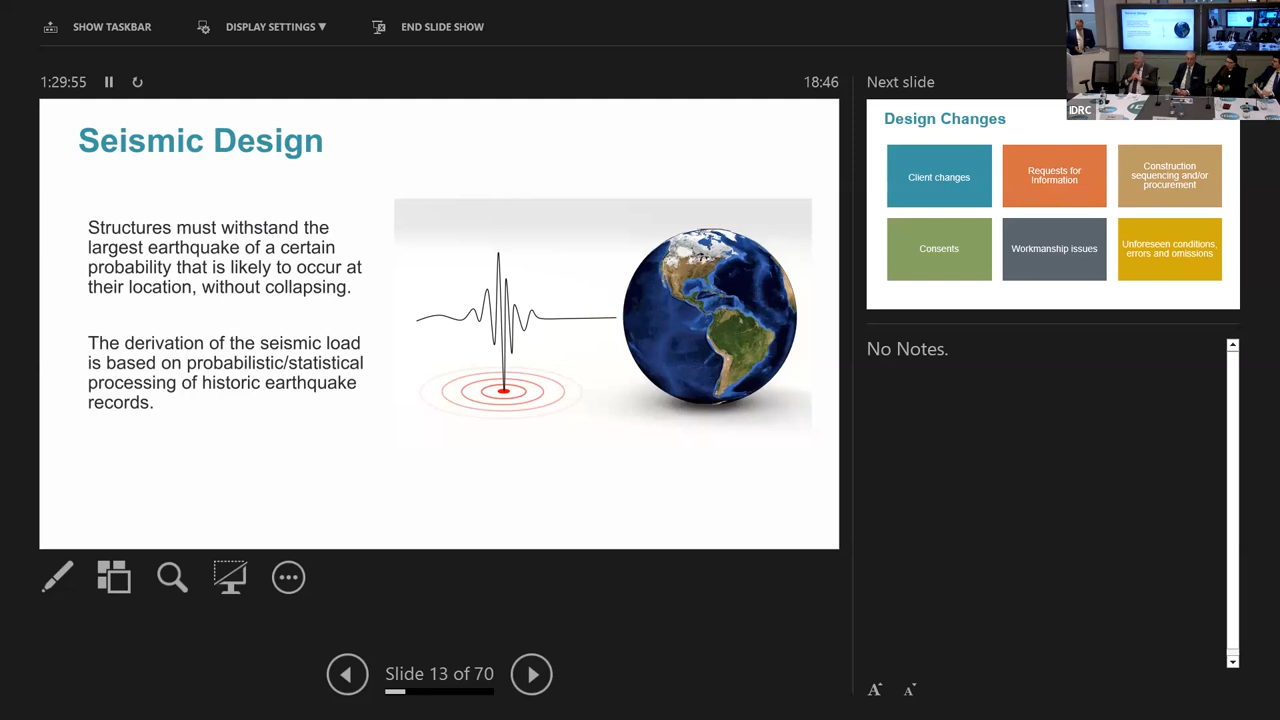 SHOW TASKBAR
DISPLAY SETTINGS ▼
END SLIDE SHOW
1:29:55
18:46
Next slide
IDRC
Seismic Design
Structures must withstand the
largest earthquake of a certain
probability that is likely to occur at
their location, without collapsing.
The derivation of the seismic load
is based on probabilistic/statistical
processing of historic earthquake
records.
Design Changes
Client changes
Requests for
Information
Construction
sequencing and/or
procurement
Consents
Workmanship issues
Unforeseen conditions,
errors and omissions
No Notes.
Slide 13 of 70
A
A